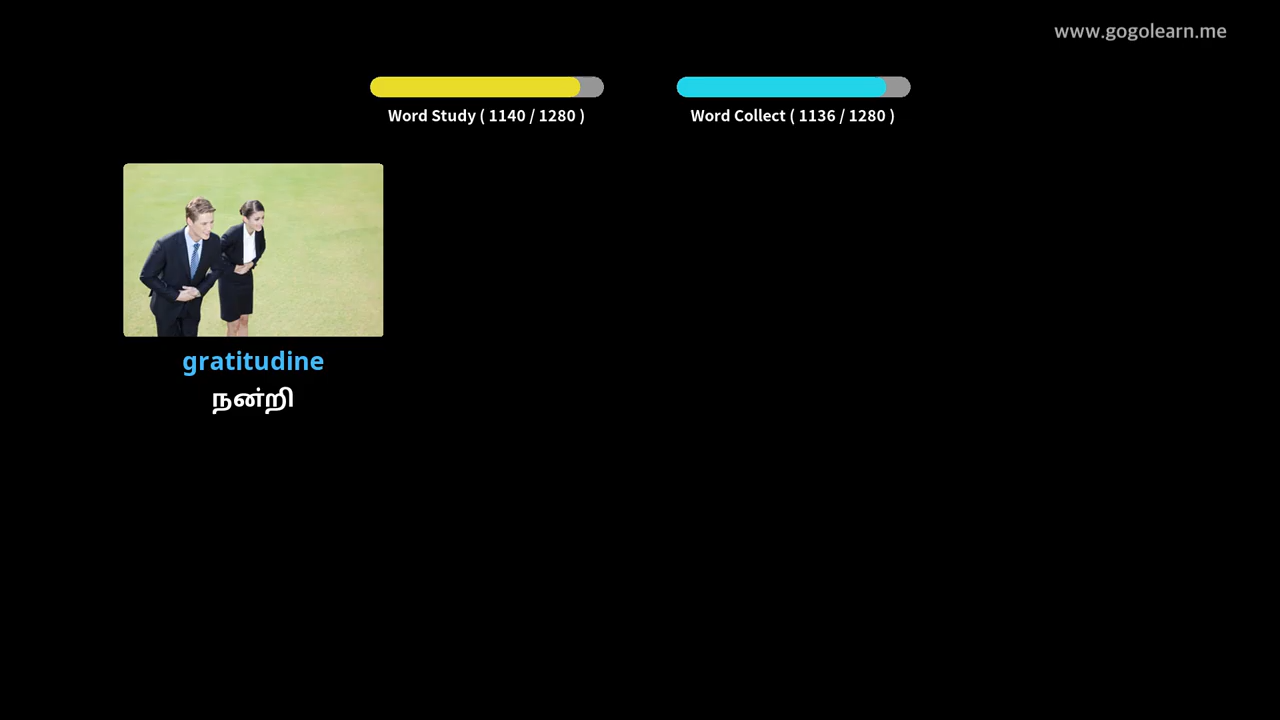 www.gogolearn.me
Word Study ( 1140 / 1280 )
Word Collect ( 1136 / 1280 )
gratitudine
நன்றி